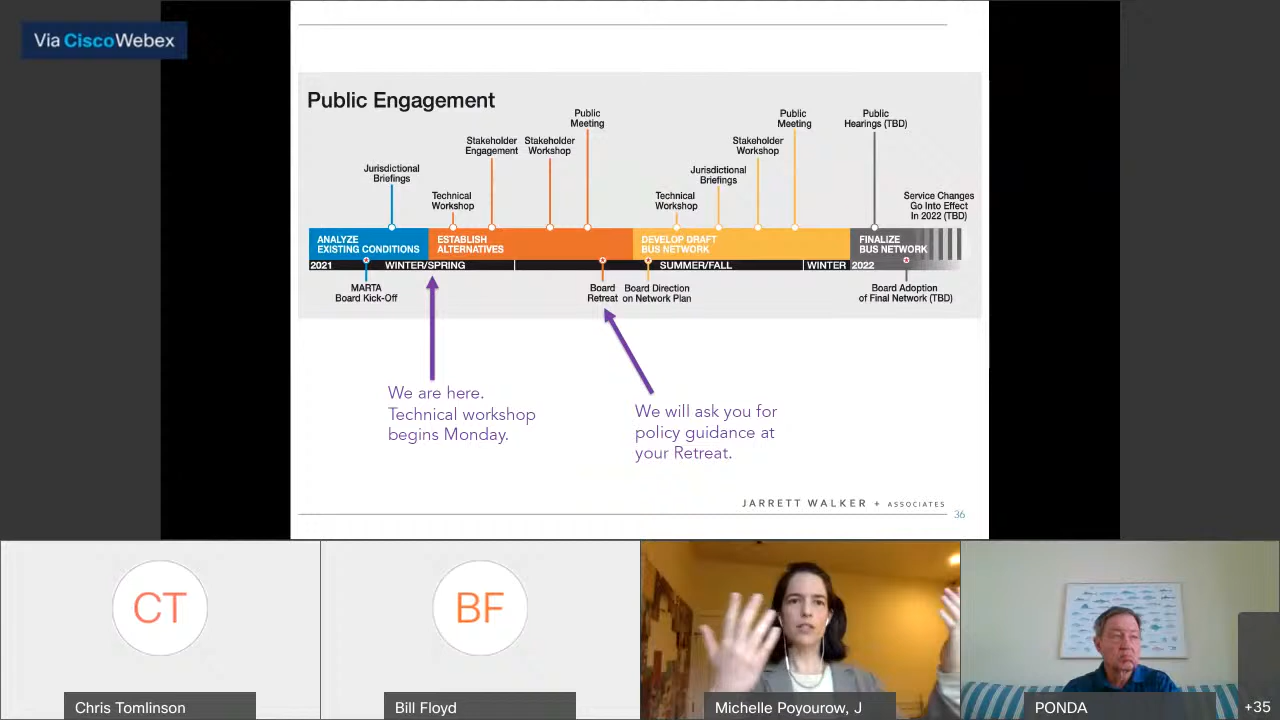 Via CiscoWebex
Public Engagement
Public
Meeting
Public
Meeting
Public
Hearings (TBD)
Stakeholder
Engagement
Stakeholder
Workshop
Stakeholder
Workshop
Jurisdictional
Briefings
Jurisdictional
Briefings
Technical
Workshop
Technical
Workshop
Service Changes
Go Into Effect
In 2022 (TBD)
ANALYZE
EXISTING CONDITIONS
ESTABLISH
ALTERNATIVES
DEVELOP DRAFT
BUS NETWORK
FINALIZE
BUS NETWORK
2021 WINTER/SPRING SUMMER/FALL WINTER 2022
MARTA
Board Kick-Off
Board
Retreat
Board Direction
on Network Plan
Board Adoption
of Final Network (TBD)
We are here.
Technical workshop
begins Monday.
We will ask you for
policy guidance at
your Retreat.
JARRETT WALKER + ASSOCIATES
36
CT
BF
Chris Tomlinson
Bill Floyd
Michelle Poyourow, J
PONDA
+35